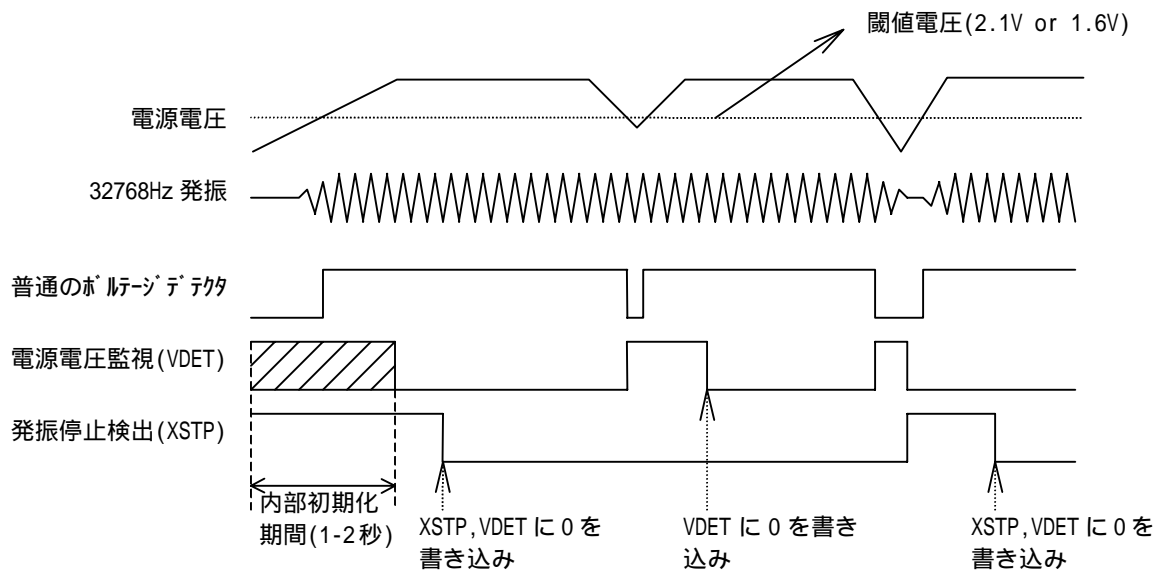 閾値電圧(2.1V or 1.6V)
電源電圧
32768Hz 発振
普通のﾎﾞﾙﾃｰｼﾞﾃﾞﾃｸﾀ
電源電圧監視(VDET)
発振停止検出(XSTP)
内部初期化
期間(1-2秒)
XSTP,VDET に 0 を
書き込み
VDET に 0 を書き
込み
XSTP,VDET に 0 を
書き込み